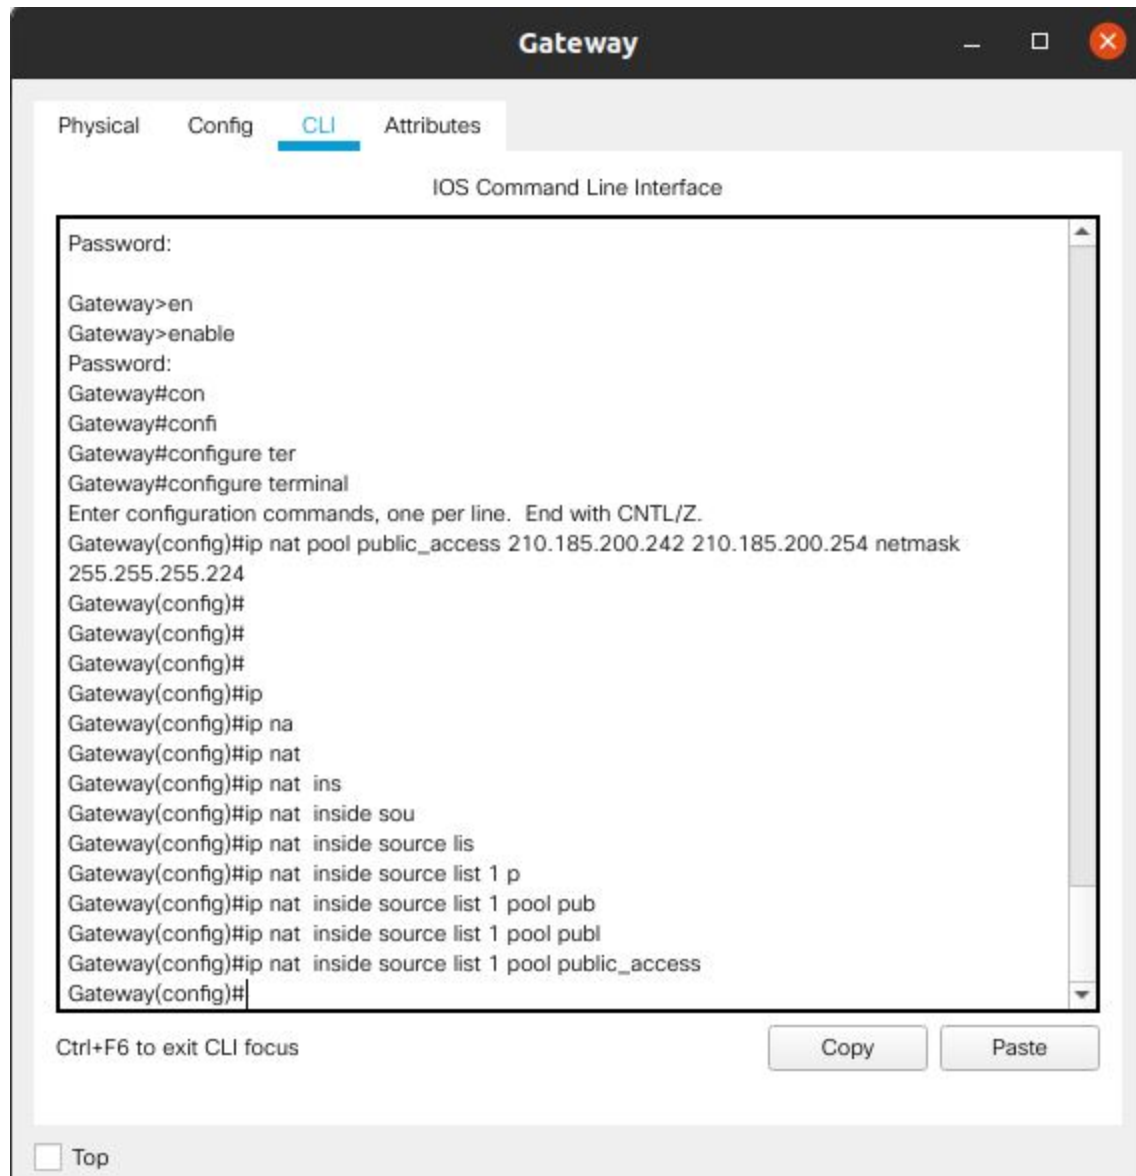 Gateway
Physical Config CLI Attributes
IOS Command Line Interface
Password:
Gateway>en
Gateway>enable
Password:
Gateway#con
Gateway#confi
Gateway#configure ter
Gateway#configure terminal
Enter configuration commands, one per line. End with CNTL/Z.
Gateway(config)#ip nat pool public_access 210.185.200.242 210.185.200.254 netmask
255.255.255.224
Gateway(config)#
Gateway(config)#
Gateway(config)#
Gateway(config)#ip
Gateway(config)#ip na
Gateway(config)#ip nat
Gateway(config)#ip nat  ins
Gateway(config)#ip nat  inside sou
Gateway(config)#ip nat  inside source lis
Gateway(config)#ip nat  inside source list 1 p
Gateway(config)#ip nat  inside source list 1 pool pub
Gateway(config)#ip nat  inside source list 1 pool publ
Gateway(config)#ip nat  inside source list 1 pool public_access
Gateway(config)#
Ctrl+F6 to exit CLI focus Copy Paste
Top